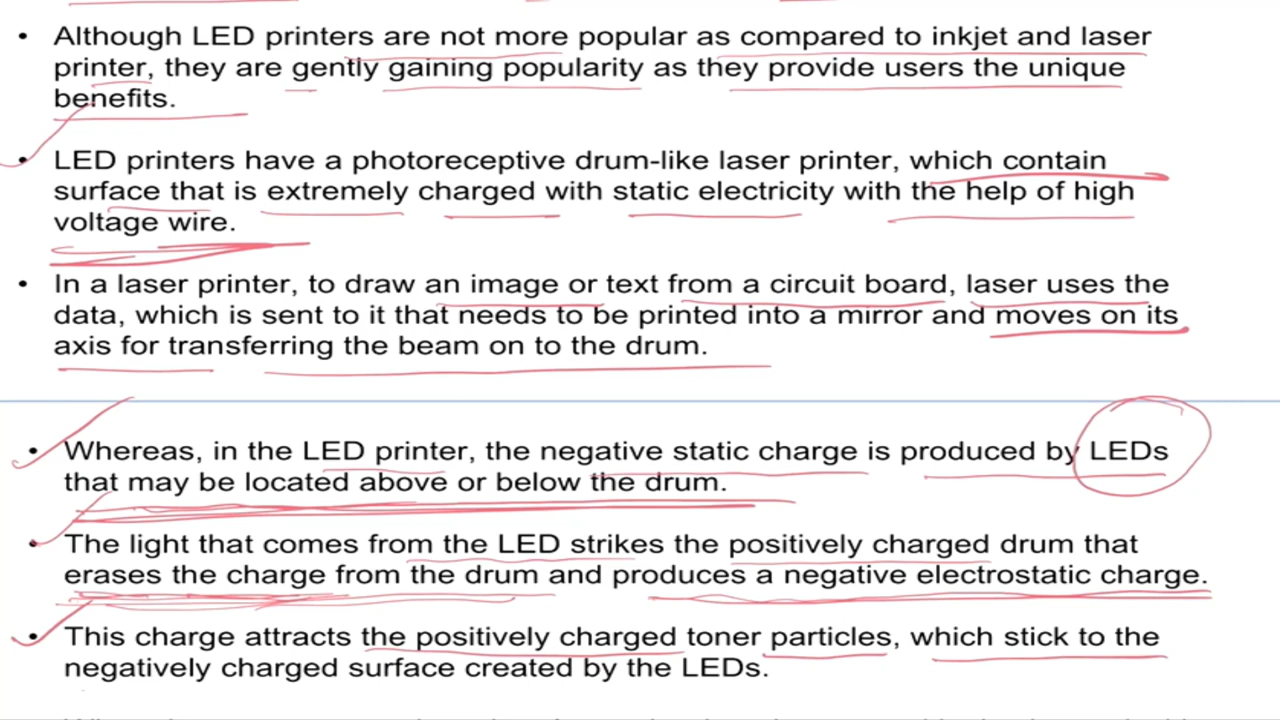 • Although LED printers are not more popular as compared to inkjet and laser
printer, they are gently gaining popularity as they provide users the unique
benefits.
• LED printers have a photoreceptive drum-like laser printer, which contain
surface that is extremely charged with static electricity with the help of high
voltage wire.
• In a laser printer, to draw an image or text from a circuit board, laser uses the
data, which is sent to it that needs to be printed into a mirror and moves on its
axis for transferring the beam on to the drum.
• Whereas, in the LED printer, the negative static charge is produced by LEDs
that may be located above or below the drum.
• The light that comes from the LED strikes the positively charged drum that
erases the charge from the drum and produces a negative electrostatic charge.
• This charge attracts the positively charged toner particles, which stick to the
negatively charged surface created by the LEDs.